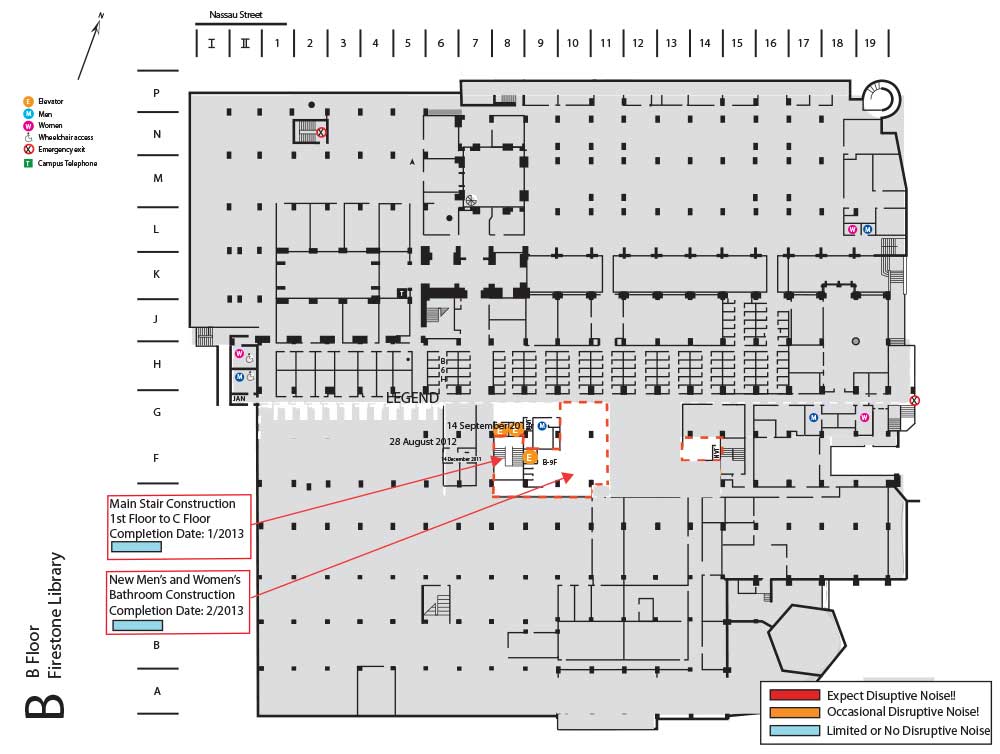 Nassau Street
N
I II 1 2 3 4 5 6 7 8 9 10 11 12 13 14 15 16 17 18 19
E Elevator
M Men
W Women
Wheelchair access
Emergency exit
T Campus Telephone
P
N
M
L
W M
K
T
J
H
W
M
JAN
B
6
H
LEGEND
G
14 September 2011
28 August 2012
14 December 2011
E E
M
M
W
F
E
B-9F
JAN
Main Stair Construction
1st Floor to C Floor
Completion Date: 1/2013
New Men's and Women's
Bathroom Construction
Completion Date: 2/2013
B
A
B B Floor
Firestone Library
Expect Disuptive Noise!!
Occasional Disruptive Noise!
Limited or No Disruptive Noise